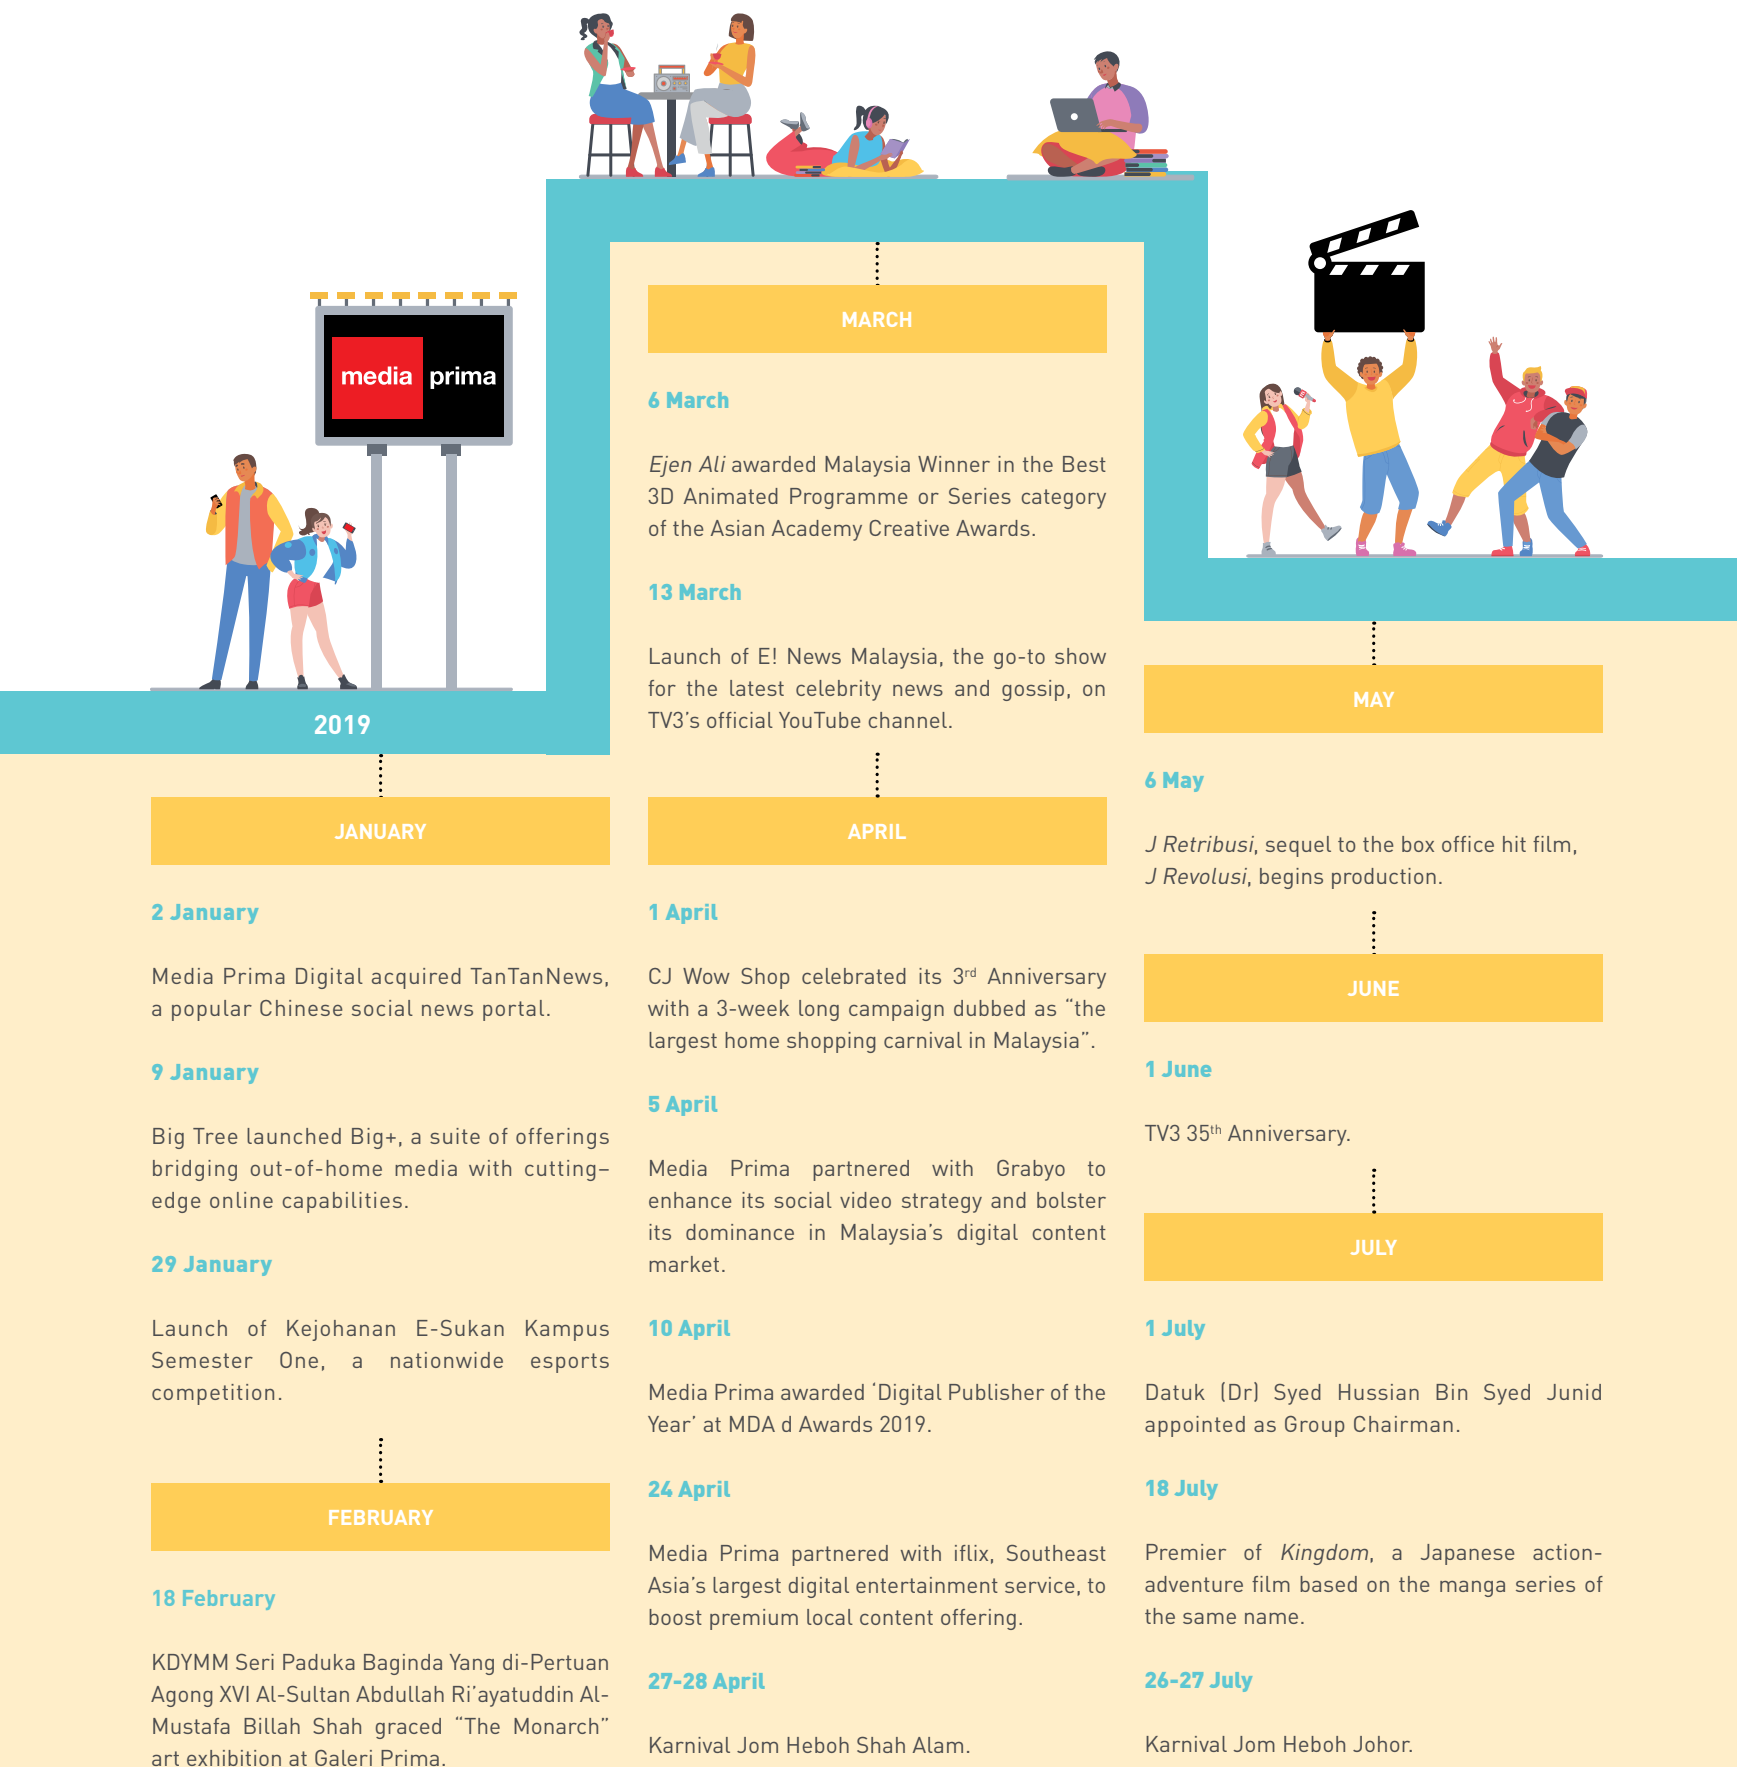 media prima
2019
JANUARY
2 January
Media Prima Digital acquired TanTanNews,
a popular Chinese social news portal.
9 January
Big Tree launched Big+, a suite of offerings
bridging out-of-home media with cutting–
edge online capabilities.
29 January
Launch of Kejohanan E-Sukan Kampus
Semester One, a nationwide esports
competition.
FEBRUARY
18 February
KDYMM Seri Paduka Baginda Yang di-Pertuan
Agong XVI Al-Sultan Abdullah Ri’ayatuddin Al-
Mustafa Billah Shah graced “The Monarch”
art exhibition at Galeri Prima.
MARCH
6 March
Ejen Ali awarded Malaysia Winner in the Best
3D Animated Programme or Series category
of the Asian Academy Creative Awards.
13 March
Launch of E! News Malaysia, the go-to show
for the latest celebrity news and gossip, on
TV3’s official YouTube channel.
APRIL
1 April
CJ Wow Shop celebrated its 3rd Anniversary
with a 3-week long campaign dubbed as “the
largest home shopping carnival in Malaysia”.
5 April
Media Prima partnered with Grabyo to
enhance its social video strategy and bolster
its dominance in Malaysia’s digital content
market.
10 April
Media Prima awarded ‘Digital Publisher of the
Year’ at MDA d Awards 2019.
24 April
Media Prima partnered with iflix, Southeast
Asia’s largest digital entertainment service, to
boost premium local content offering.
27-28 April
Karnival Jom Heboh Shah Alam.
MAY
6 May
J Retribusi, sequel to the box office hit film,
J Revolusi, begins production.
JUNE
1 June
TV3 35th Anniversary.
JULY
1 July
Datuk (Dr) Syed Hussian Bin Syed Junid
appointed as Group Chairman.
18 July
Premier of Kingdom, a Japanese action-
adventure film based on the manga series of
the same name.
26-27 July
Karnival Jom Heboh Johor.